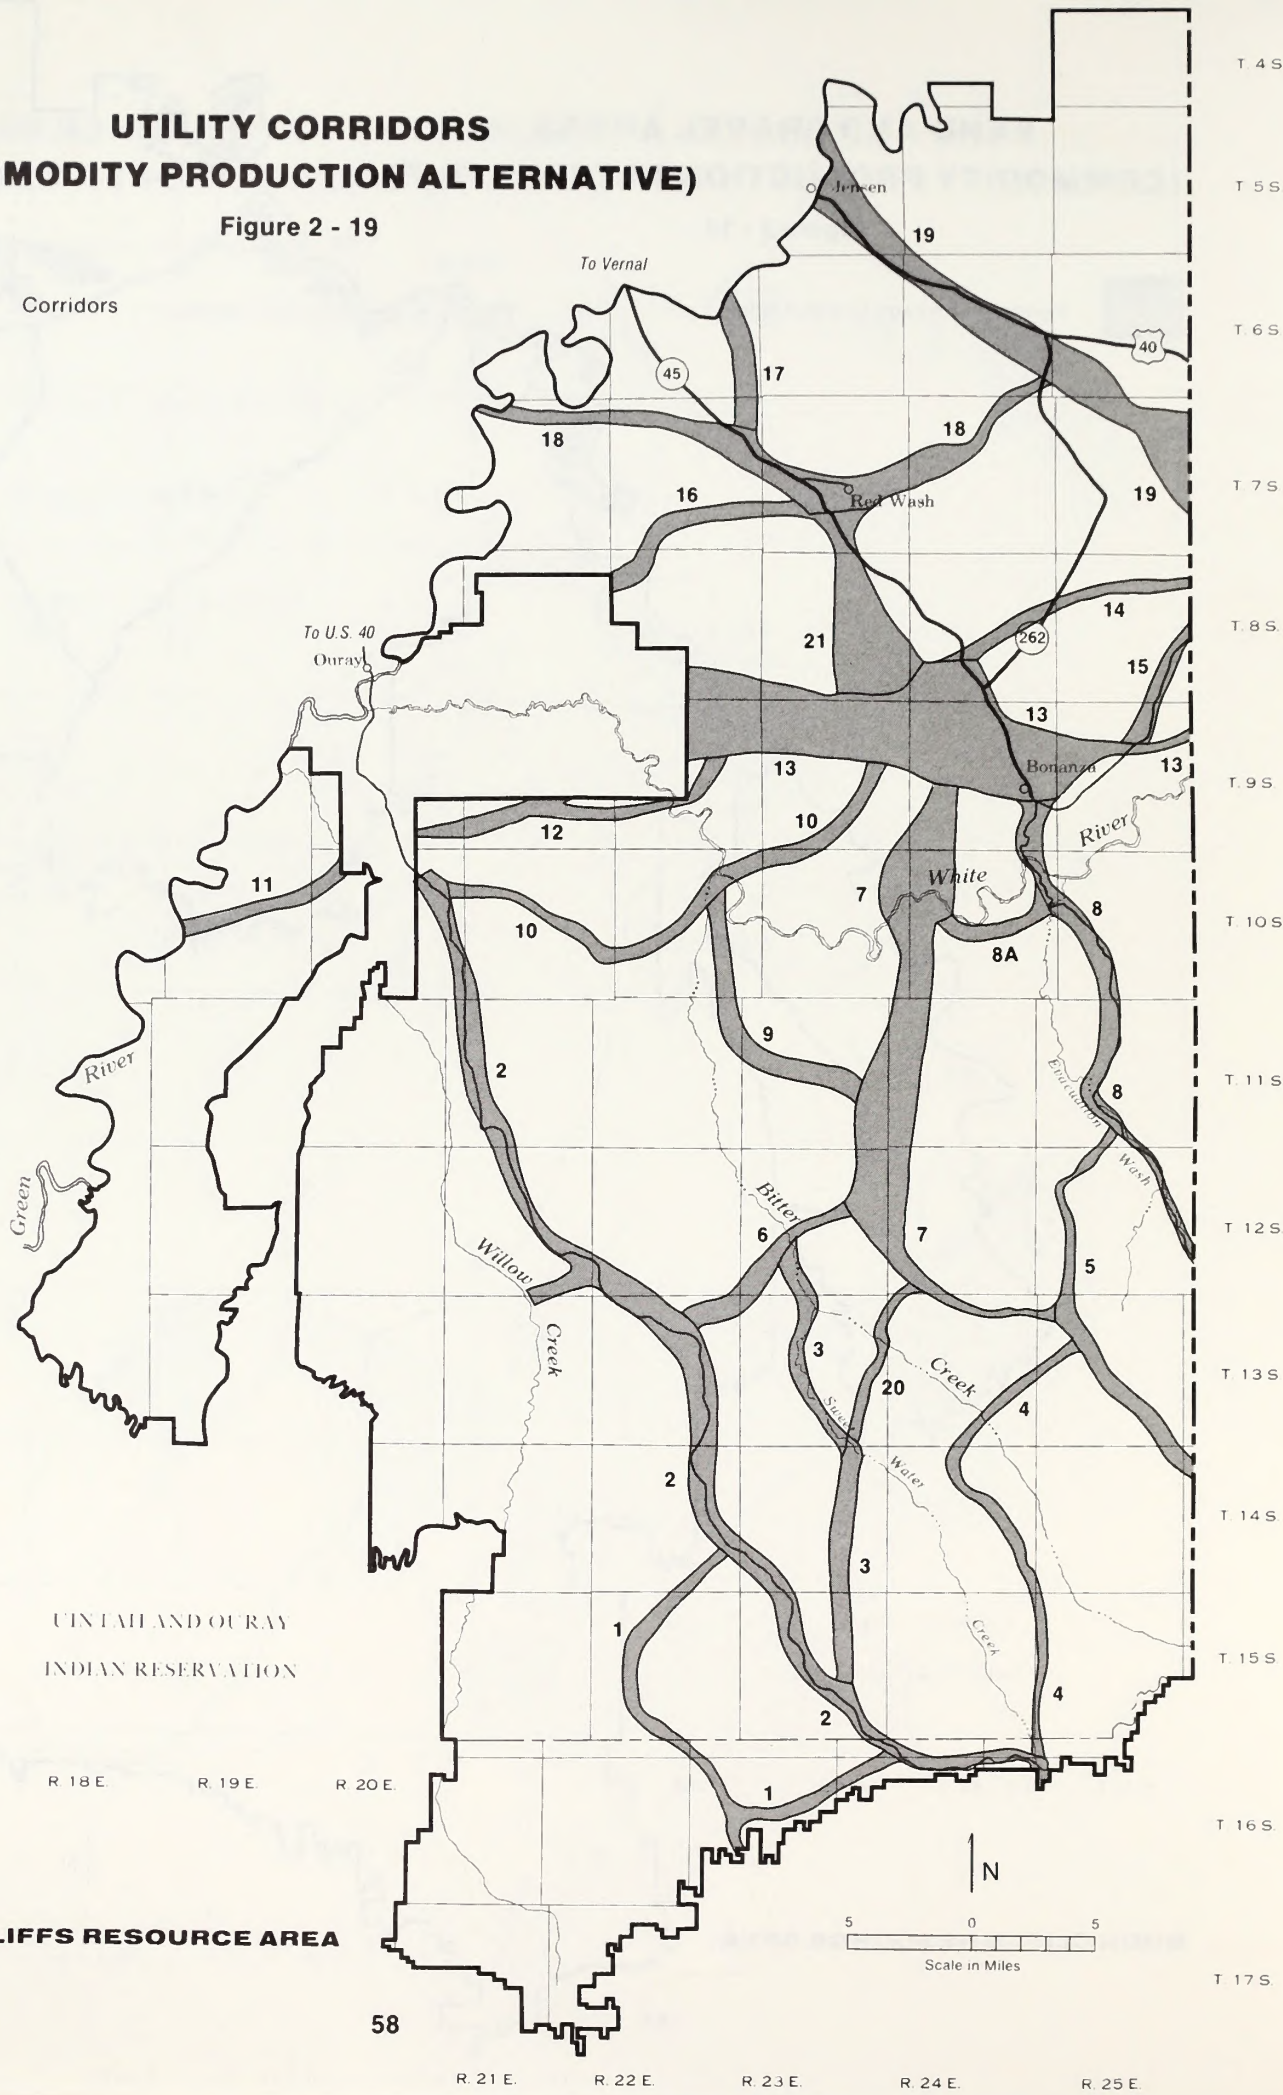 UTILITY CORRIDORS
MODITY PRODUCTION ALTERNATIVE)
Figure 2 - 19
Corridors
T. 4 S
T. 5 S
T. 6 S
T. 7 S
T. 8 S.
T. 9 S
T. 10 S
T. 11 S
T. 12 S
T. 13 S
T. 14 S
T. 15 S
T. 16 S
T. 17 S
Jensen
19
To Vernal
40
45
17
18
18
16
Red Wash
19
14
To U.S. 40
Ouray
21
262
15
13
13
Bonanza
13
12
10
River
11
White
7
8
10
8A
9
River
2
Evacuation
8
Wash
Green
Bitter
6
7
5
Willow
Creek
3
20
Creek
4
Sweet
Water
2
3
Creek
UINTAH AND OURAY
INDIAN RESERVATION
1
4
2
R. 18 E.
R. 19 E.
R. 20 E.
1
N
LIFFS RESOURCE AREA
5
0
5
Scale in Miles
58
R. 21 E.
R. 22 E.
R. 23 E.
R. 24 E.
R. 25 E.